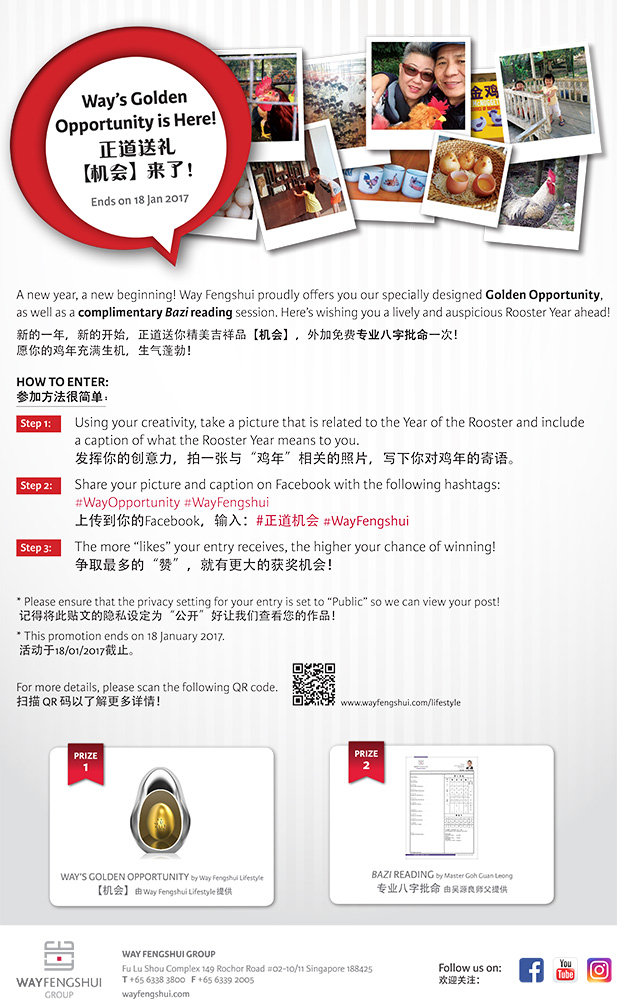 Way's Golden
Opportunity is Here!
正道送礼
【机会】来了！
Ends on 18 Jan 2017
金鸡
A new year, a new beginning! Way Fengshui proudly offers you our specially designed Golden Opportunity,
as well as a complimentary Bazi reading session. Here's wishing you a lively and auspicious Rooster Year ahead!
新的一年，新的开始，正道送你精美吉祥品【机会】，外加免费专业八字批命一次！
愿你的鸡年充满生机，生气蓬勃！
HOW TO ENTER:
参加方法很简单：
Step 1: Using your creativity, take a picture that is related to the Year of the Rooster and include
a caption of what the Rooster Year means to you.
发挥你的创意力，拍一张与“鸡年”相关的照片，写下你对鸡年的寄语。
Step 2: Share your picture and caption on Facebook with the following hashtags:
#WayOpportunity #WayFengshui
上传到你的Facebook，输入：#正道机会 #WayFengshui
Step 3: The more “likes” your entry receives, the higher your chance of winning!
争取最多的“赞”，就有更大的获奖机会！
* Please ensure that the privacy setting for your entry is set to “Public” so we can view your post!
记得将此贴文的隐私设定为“公开”好让我们查看您的作品！
* This promotion ends on 18 January 2017.
活动于18/01/2017截止。
For more details, please scan the following QR code.
扫描 QR 码以了解更多详情！
www.wayfengshui.com/lifestyle
PRIZE
1
WAY'S GOLDEN OPPORTUNITY by Way Fengshui Lifestyle
【机会】 由Way Fengshui Lifestyle 提供
PRIZE
2
BAZI READING by Master Goh Guan Leong
专业八字批命 由吴源良师父提供
WAYFENGSHUI
GROUP
WAY FENGSHUI GROUP
Fu Lu Shou Complex 149 Rochor Road #02-10/11 Singapore 188425
T +65 6338 3800 F +65 6339 2005
wayfengshui.com
Follow us on:
欢迎关注：
You
Tube